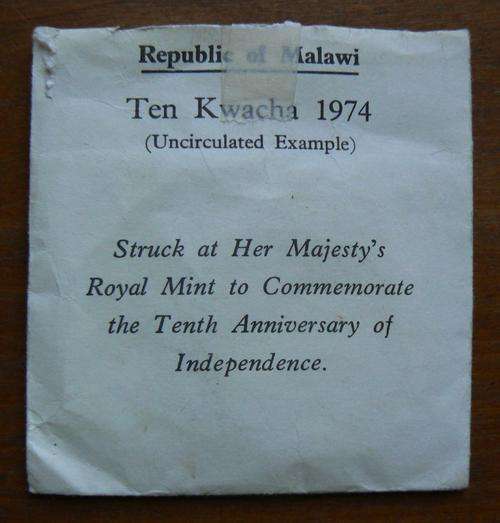 Republic of Malawi
Ten Kwacha 1974
(Uncirculated Example)
Struck at Her Majesty's
Royal Mint to Commemorate
the Tenth Anniversary of
Independence.